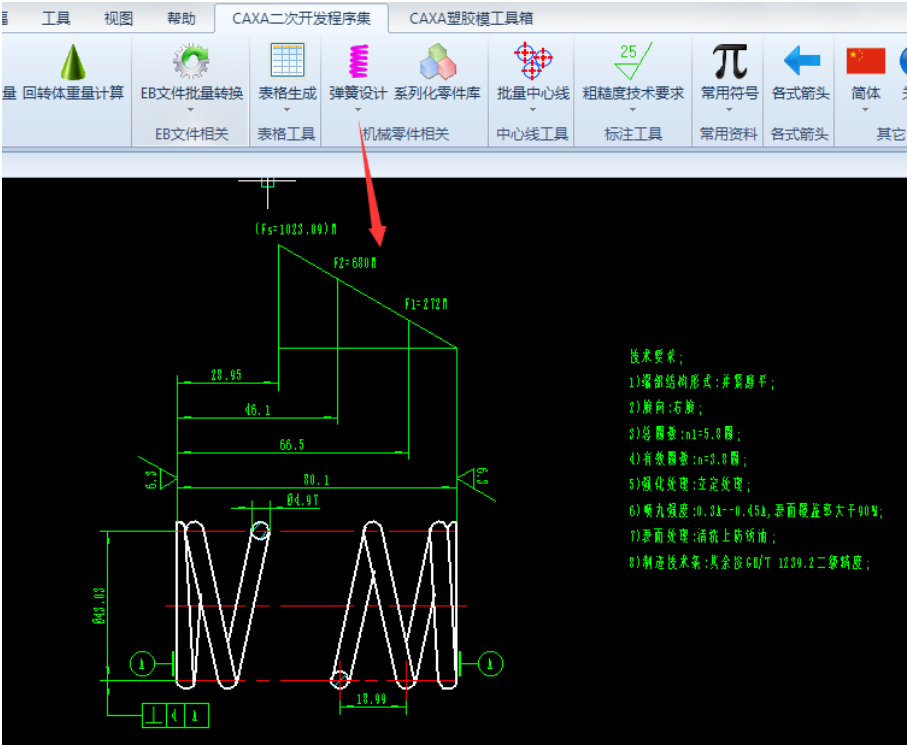 工具 视图 帮助 CAXA二次开发程序集 CAXA塑胶模工具箱
25
量 回转体重量计算 EB文件批量转换 表格生成 弹簧设计 系列化零件库 批量中心线 粗糙度技术要求 常用符号 各式箭头 简体
EB文件相关 表格工具 机械零件相关 中心线工具 标注工具 常用资料 各式箭头 其它
(Fs=1023.09)N
F2=680N
F1=272N
28.95
46.1
66.5
80.1
6.3
6.3
Ø4.97
Ø43.03
18.99
A
A
⊥ d A
技术要求:
1)端部结构形式:并紧磨平;
2)旋向:右旋;
3)总圈数:n1=5.8圈;
4)有效圈数:n=3.8圈;
5)强化处理:立定处理;
6)喷丸强度:0.3A--0.45A,表面覆盖率大于90%;
7)表面处理:清洗上防锈油;
8)制造技术条:其余按GB/T 1239.2二级精度;